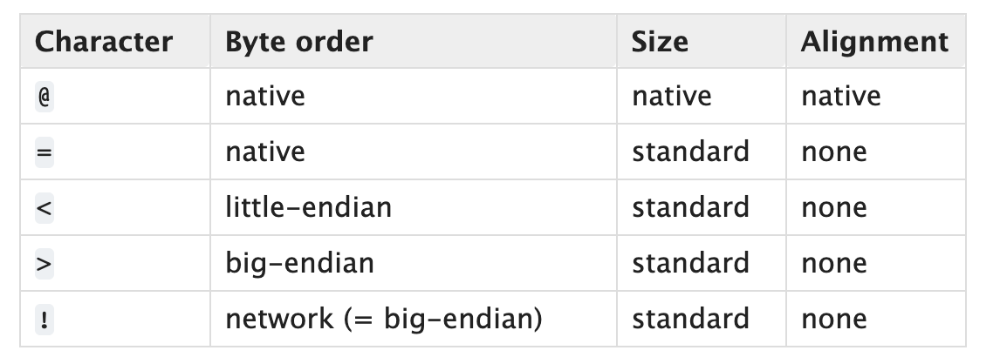 Character Byte order Size Alignment
@ native native native
= native standard none
< little-endian standard none
> big-endian standard none
! network (= big-endian) standard none